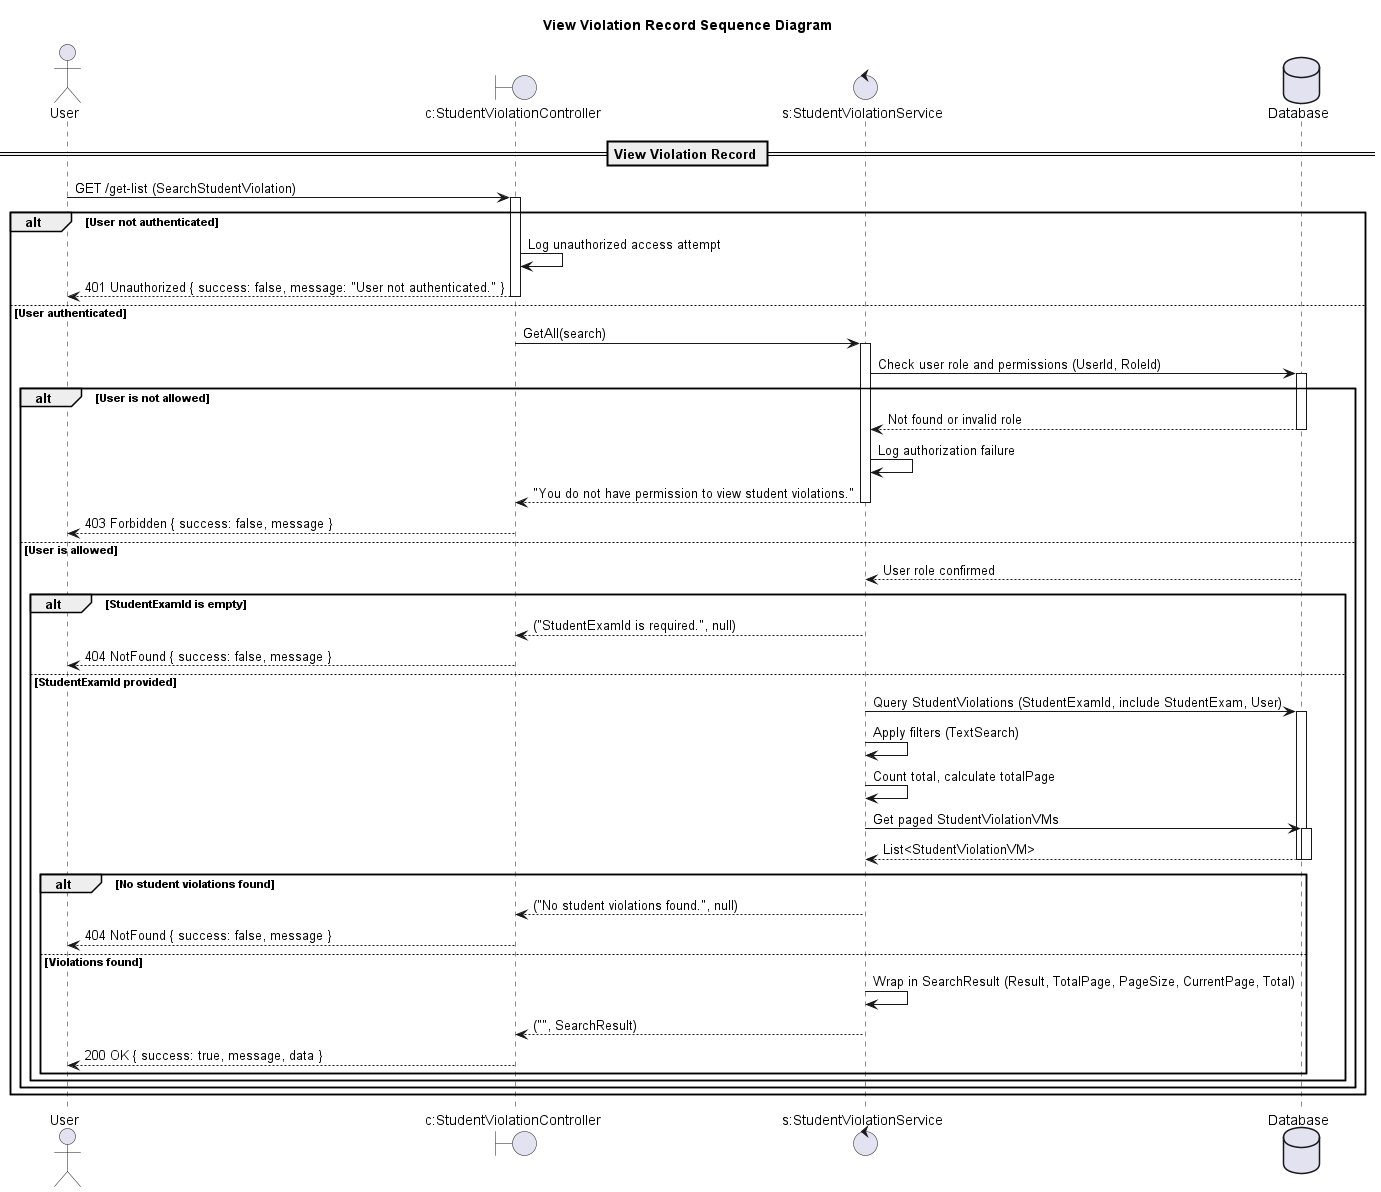 View Violation Record Sequence Diagram
User
c:StudentViolationController
s:StudentViolationService
Database
View Violation Record
GET /get-list (SearchStudentViolation)
alt
[User not authenticated]
Log unauthorized access attempt
401 Unauthorized { success: false, message: "User not authenticated." }
[User authenticated]
GetAll(search)
Check user role and permissions (UserId, RoleId)
alt
[User is not allowed]
Not found or invalid role
Log authorization failure
"You do not have permission to view student violations."
403 Forbidden { success: false, message }
[User is allowed]
User role confirmed
alt
[StudentExamId is empty]
("StudentExamId is required.", null)
404 NotFound { success: false, message }
[StudentExamId provided]
Query StudentViolations (StudentExamId, include StudentExam, User)
Apply filters (TextSearch)
Count total, calculate totalPage
Get paged StudentViolationVMs
List<StudentViolationVM>
alt
[No student violations found]
("No student violations found.", null)
404 NotFound { success: false, message }
[Violations found]
Wrap in SearchResult (Result, TotalPage, PageSize, CurrentPage, Total)
("", SearchResult)
200 OK { success: true, message, data }
User
c:StudentViolationController
s:StudentViolationService
Database